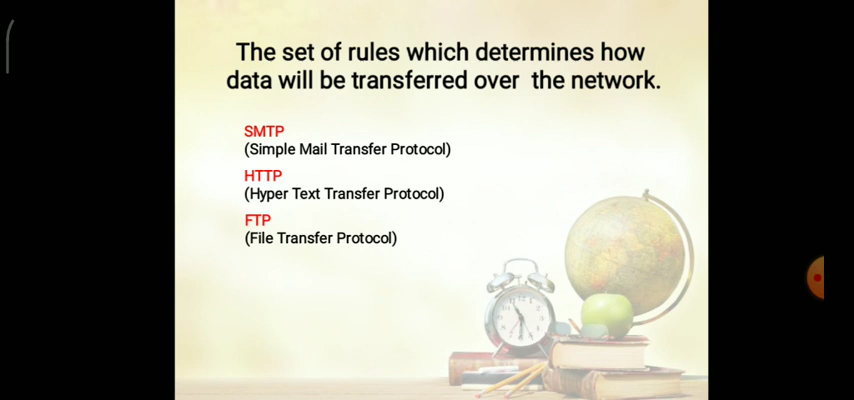 The set of rules which determines how
data will be transferred over the network.
SMTP
(Simple Mail Transfer Protocol)
HTTP
(Hyper Text Transfer Protocol)
FTP
(File Transfer Protocol)